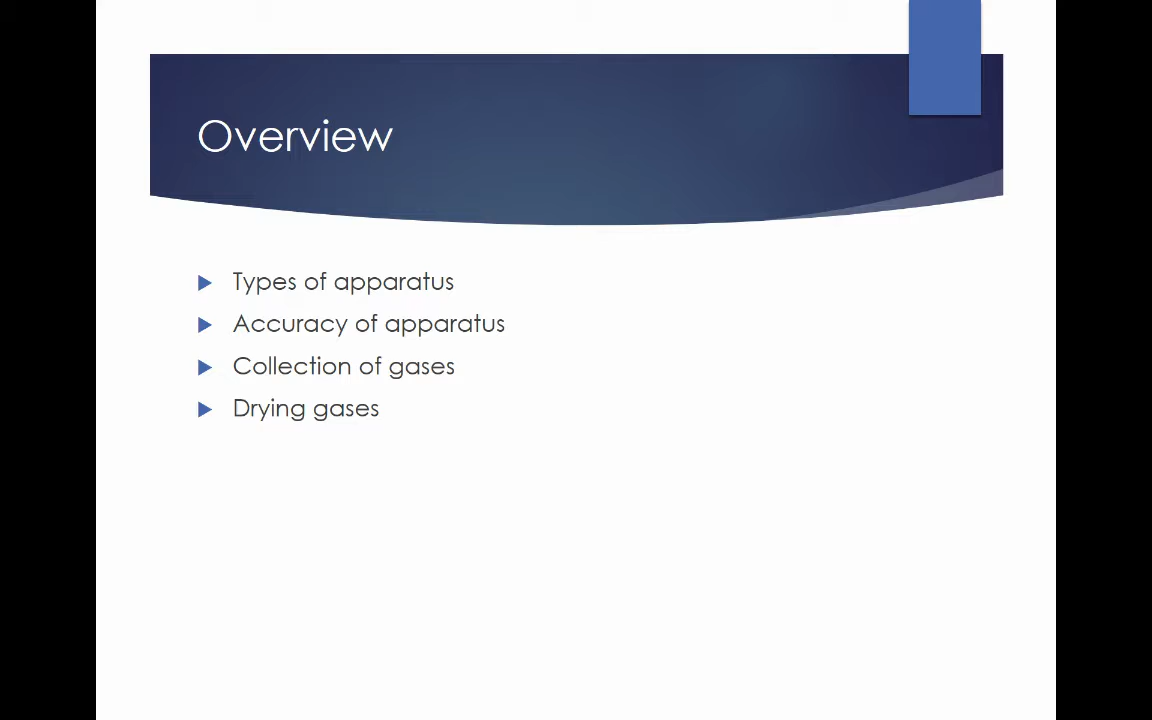 Overview
Types of apparatus
Accuracy of apparatus
Collection of gases
Drying gases